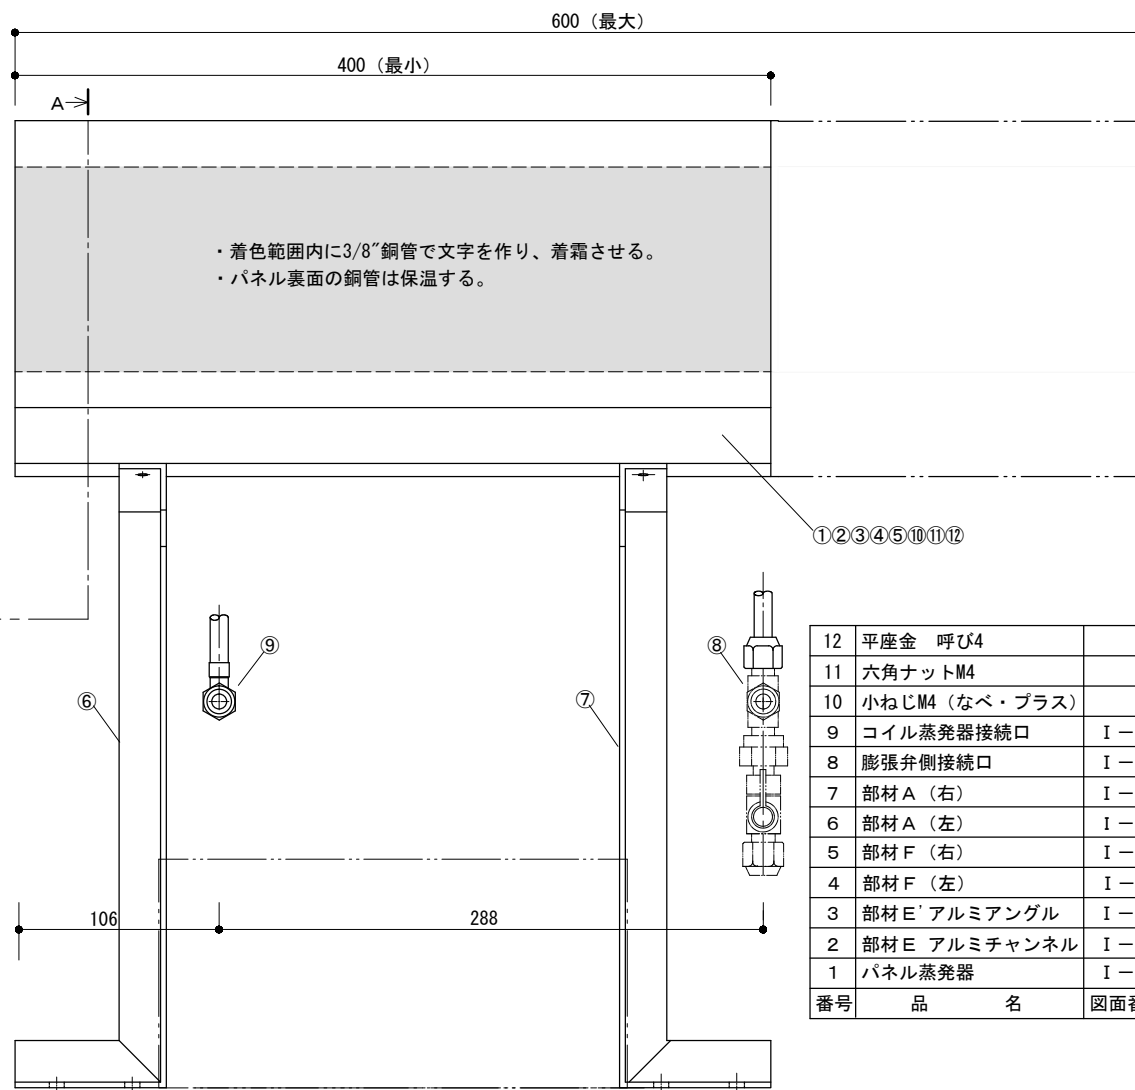 600（最大）
400（最小）
A
・着色範囲内に3/8"銅管で文字を作り、着霜させる。
・パネル裏面の銅管は保温する。
①②③④⑤⑩⑪⑫
⑨
⑧
⑥
⑦
106
288
12 平座金　呼び4
11 六角ナットM4
10 小ねじM4（なべ・プラス）
9 コイル蒸発器接続口 Ｉ－
8 膨張弁側接続口 Ｉ－
7 部材Ａ（右） Ｉ－
6 部材Ａ（左） Ｉ－
5 部材Ｆ（右） Ｉ－
4 部材Ｆ（左） Ｉ－
3 部材Ｅ'アルミアングル Ｉ－
2 部材Ｅ アルミチャンネル Ｉ－
1 パネル蒸発器 Ｉ－
番号 品　名 図面番